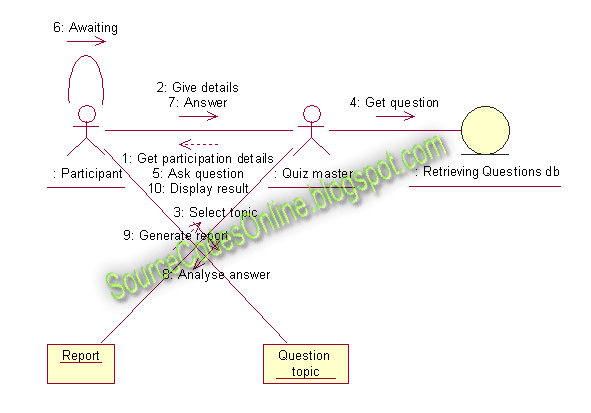 6: Awaiting
2: Give details
7: Answer
4: Get question
1: Get participation details
5: Ask question
10: Display result
: Participant
: Quiz master
: Retrieving Questions db
3: Select topic
9: Generate report
8: Analyse answer
SourceCodesOnline.blogspot.com
Report
Question
topic